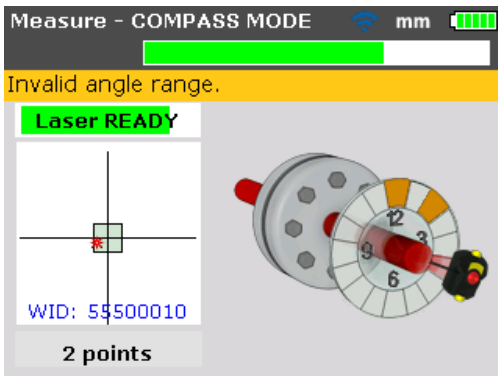 Measure - COMPASS MODE mm
Invalid angle range.
Laser READY
12
3
9
6
WID: 55500010
2 points